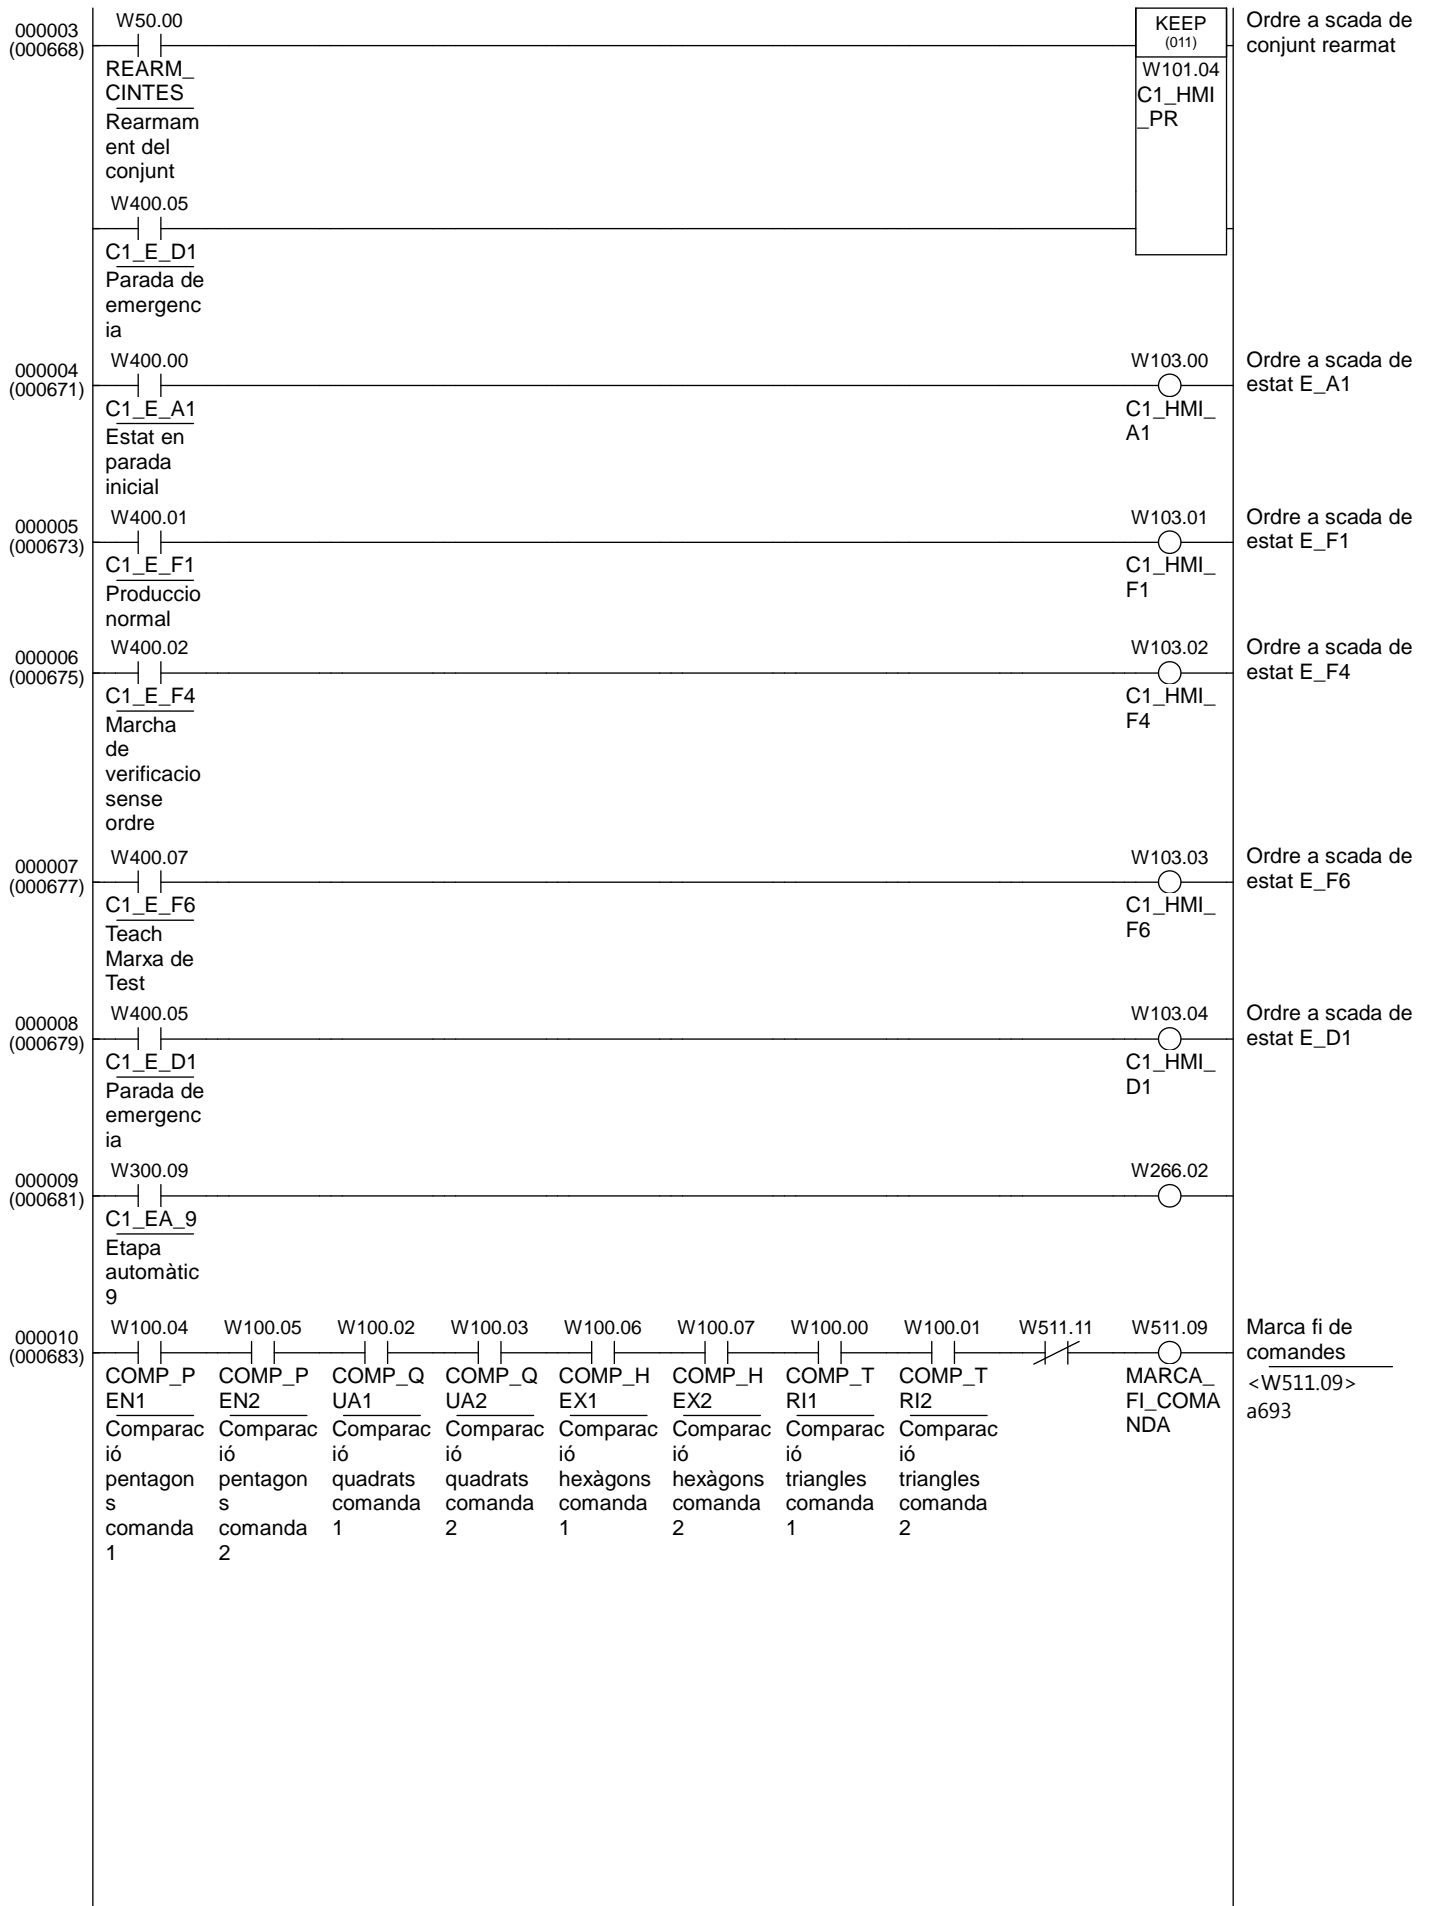 000003
(000668)
W50.00
REARM_
CINTES
Rearmam
ent del
conjunt
KEEP
(011)
W101.04
C1_HMI
_PR
Ordre a scada de
conjunt rearmat
W400.05
C1_E_D1
Parada de
emergenc
ia
000004
(000671)
W400.00
C1_E_A1
Estat en
parada
inicial
W103.00
C1_HMI_
A1
Ordre a scada de
estat E_A1
000005
(000673)
W400.01
C1_E_F1
Produccio
normal
W103.01
C1_HMI_
F1
Ordre a scada de
estat E_F1
000006
(000675)
W400.02
C1_E_F4
Marcha
de
verificacio
sense
ordre
W103.02
C1_HMI_
F4
Ordre a scada de
estat E_F4
000007
(000677)
W400.07
C1_E_F6
Teach
Marxa de
Test
W103.03
C1_HMI_
F6
Ordre a scada de
estat E_F6
000008
(000679)
W400.05
C1_E_D1
Parada de
emergenc
ia
W103.04
C1_HMI_
D1
Ordre a scada de
estat E_D1
000009
(000681)
W300.09
C1_EA_9
Etapa
automàtic
9
W266.02
000010
(000683)
W100.04
COMP_P
EN1
Comparac
ió
pentagon
s
comanda
1
W100.05
COMP_P
EN2
Comparac
ió
pentagon
s
comanda
2
W100.02
COMP_Q
UA1
Comparac
ió
quadrats
comanda
1
W100.03
COMP_Q
UA2
Comparac
ió
quadrats
comanda
2
W100.06
COMP_H
EX1
Comparac
ió
hexàgons
comanda
1
W100.07
COMP_H
EX2
Comparac
ió
hexàgons
comanda
2
W100.00
COMP_T
RI1
Comparac
ió
triangles
comanda
1
W100.01
COMP_T
RI2
Comparac
ió
triangles
comanda
2
W511.11
W511.09
MARCA_
FI_COMA
NDA
Marca fi de
comandes
<W511.09>
a693